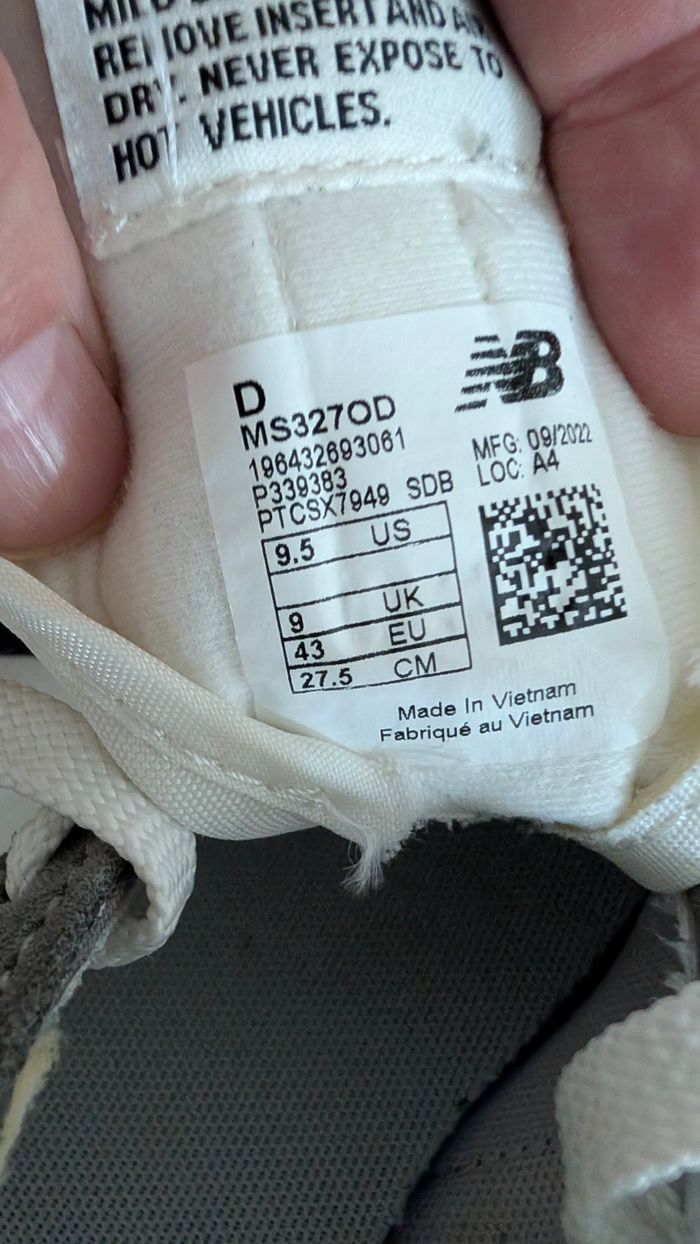 REMOVE INSERT AND
DRY. NEVER EXPOSE TO
HOT VEHICLES.
D
NB
MS327OD
196432693061
P339383
PTCSX7949 SDB
MFG: 09/2022
LOC: A4
9.5 US
9 UK
43 EU
27.5 CM
Made In Vietnam
Fabriqué au Vietnam